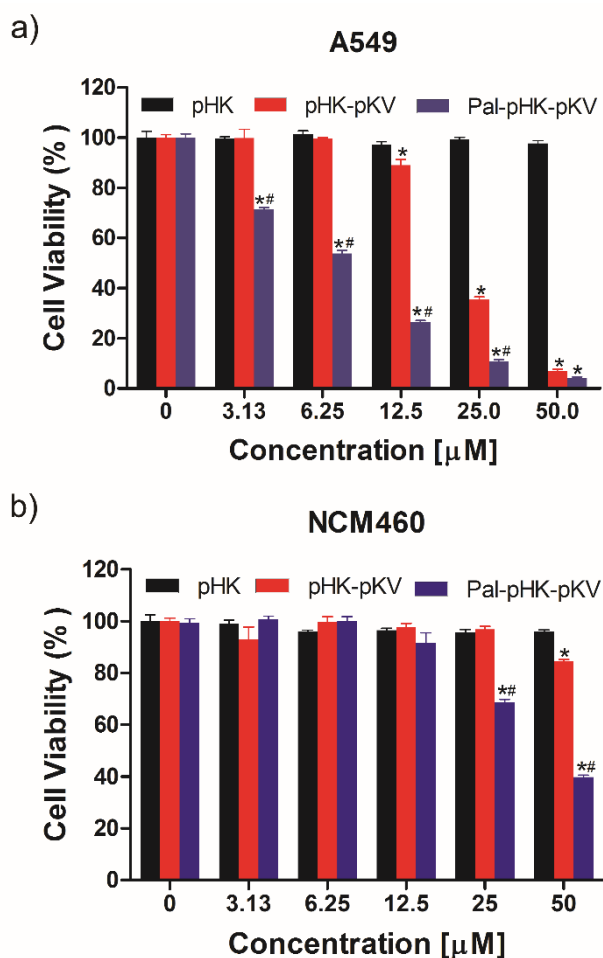 a)
A549
pHK pHK-pKV Pal-pHK-pKV
Cell Viability (%)
120
100
80
60
40
20
0
*# *# * *# * *# * *
0 3.13 6.25 12.5 25.0 50.0
Concentration [μM]
b)
NCM460
pHK pHK-pKV Pal-pHK-pKV
Cell Viability (%)
120
100
80
60
40
20
0
*# * *#
0 3.13 6.25 12.5 25 50
Concentration [μM]